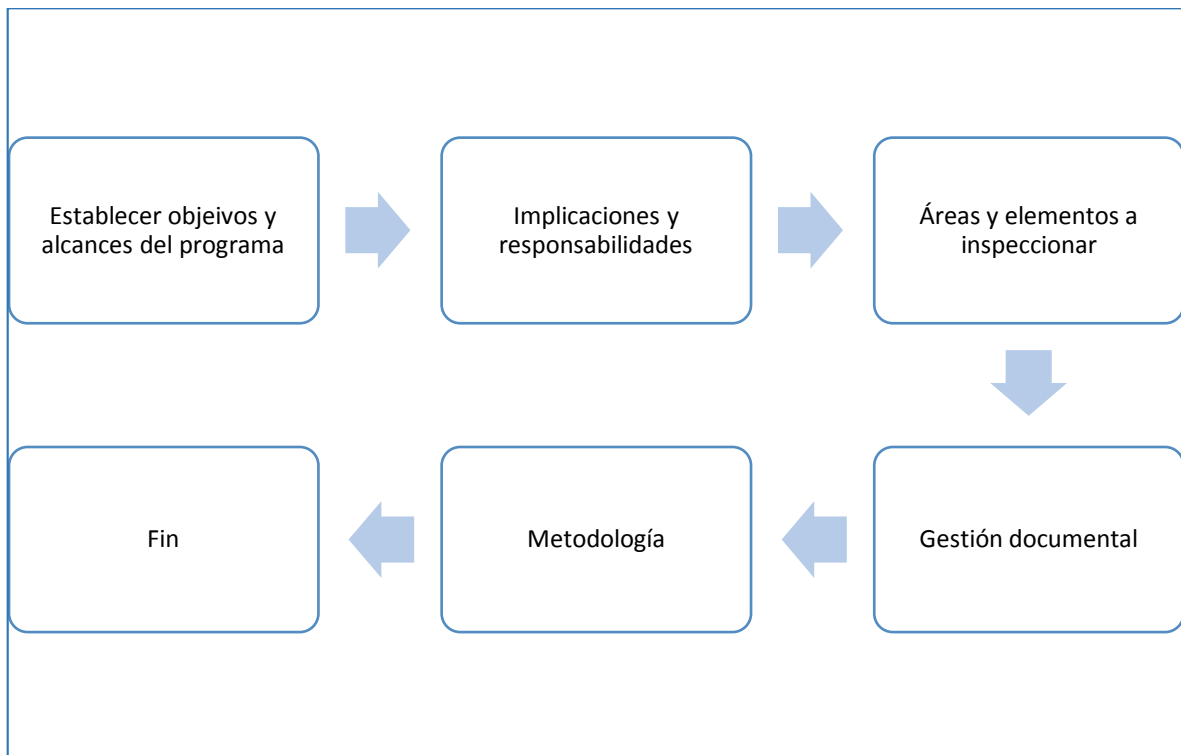 Establecer objeivos y
alcances del programa
Implicaciones y
responsabilidades
Áreas y elementos a
inspeccionar
Gestión documental
Metodología
Fin